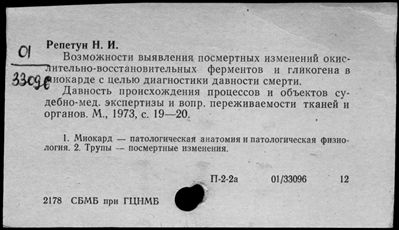 01
33096
Репетун Н. И.
Возможности выявления посмертных изменений окис-
лительно-восстановительных ферментов и гликогена в
миокарде с целью диагностики давности смерти.
Давность происхождения процессов и объектов су-
дебно-мед. экспертизы и вопр. переживаемости тканей и
органов. М., 1973, с. 19—20.
1. Миокард — патологическая анатомия и патологическая физио-
логия. 2. Трупы — посмертные изменения.
П-2-2а 01/33096 12
2178 СБМБ при ГЦНМБ